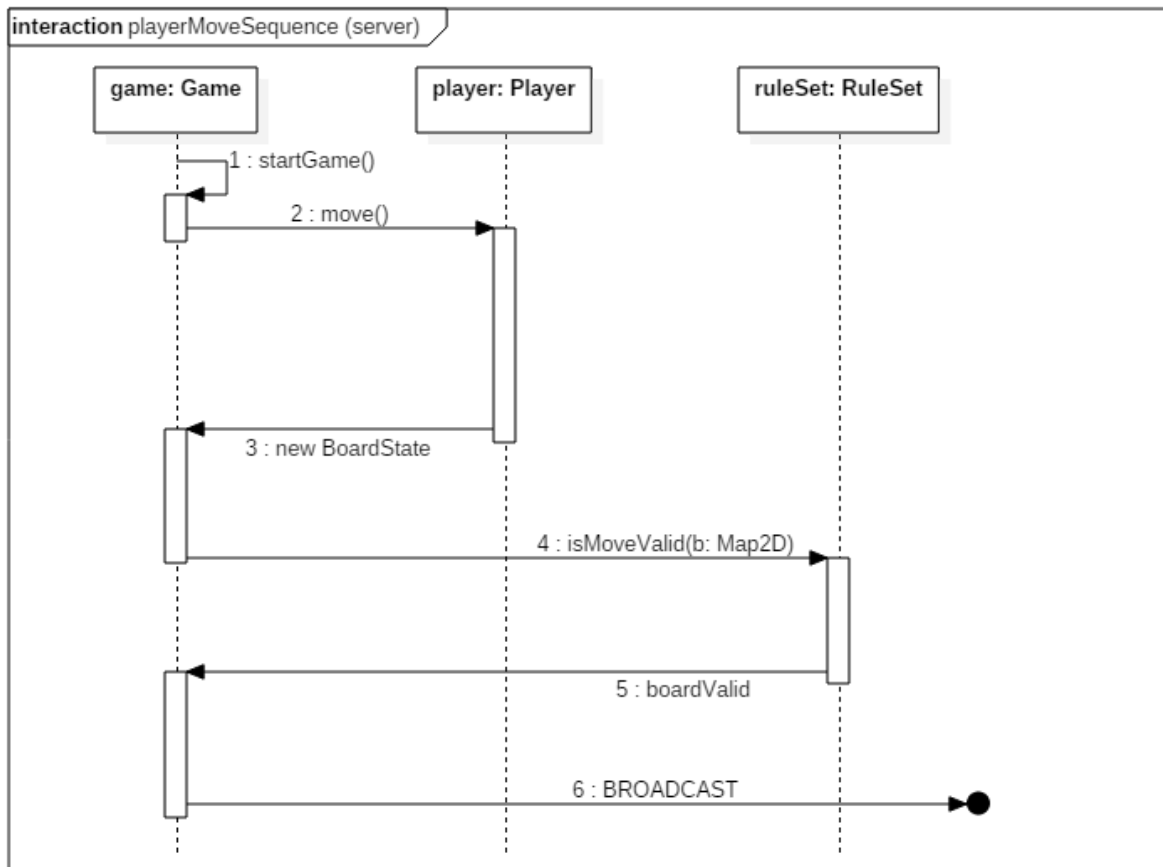 interaction playerMoveSequence (server)
game: Game
player: Player
ruleSet: RuleSet
1 : startGame()
2 : move()
3 : new BoardState
4 : isMoveValid(b: Map2D)
5 : boardValid
6 : BROADCAST